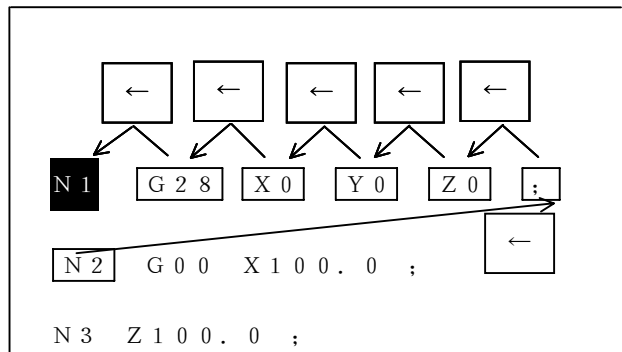 ← ← ← ← ←
N1 G28 X0 Y0 Z0 ;
←
N2 G00 X100.0 ;
N3 Z100.0 ;